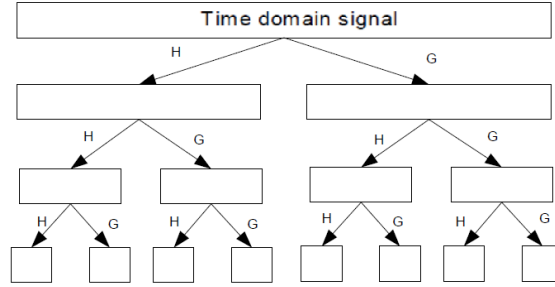 Time domain signal
H G
H G H G
H G H G H G H G